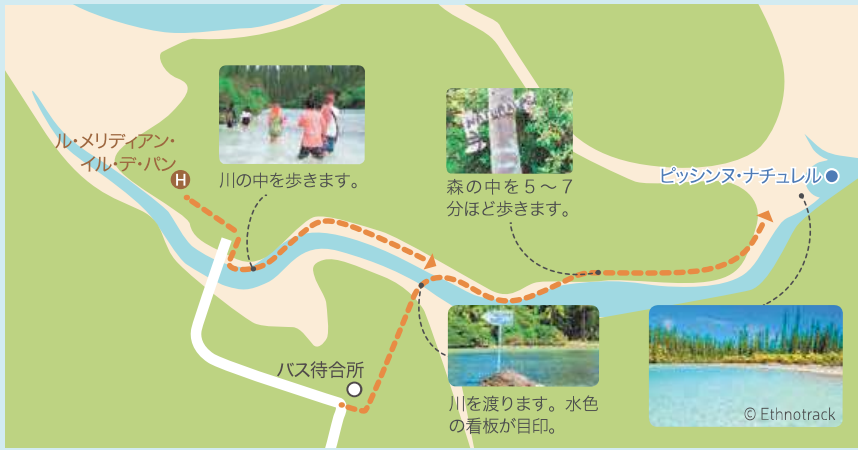 ル・メリディアン・
イル・デ・パン
H
川の中を歩きます。
NATURELLE
森の中を5～7
分ほど歩きます。
ピッシンヌ・ナチュレル
バス待合所
川を渡ります。水色
の看板が目印。
© Ethnotrack